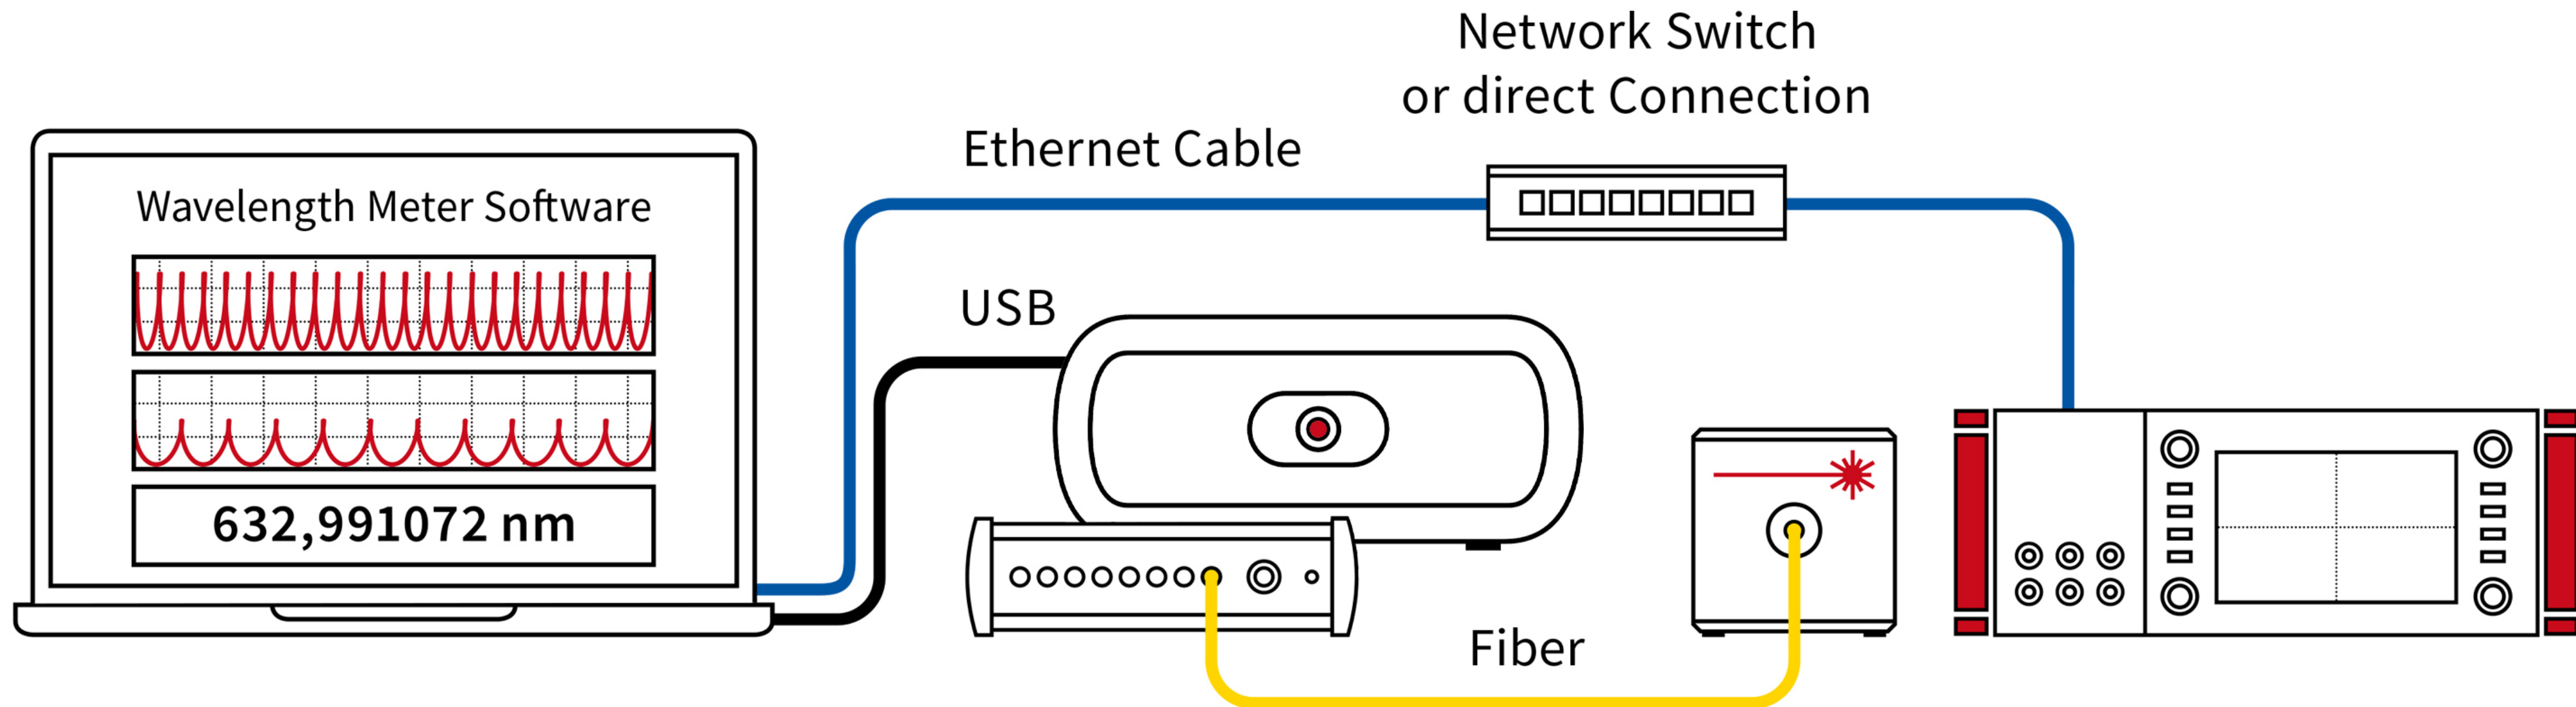 Network Switch
or direct Connection
Ethernet Cable
Wavelength Meter Software
USB
632,991072 nm
Fiber